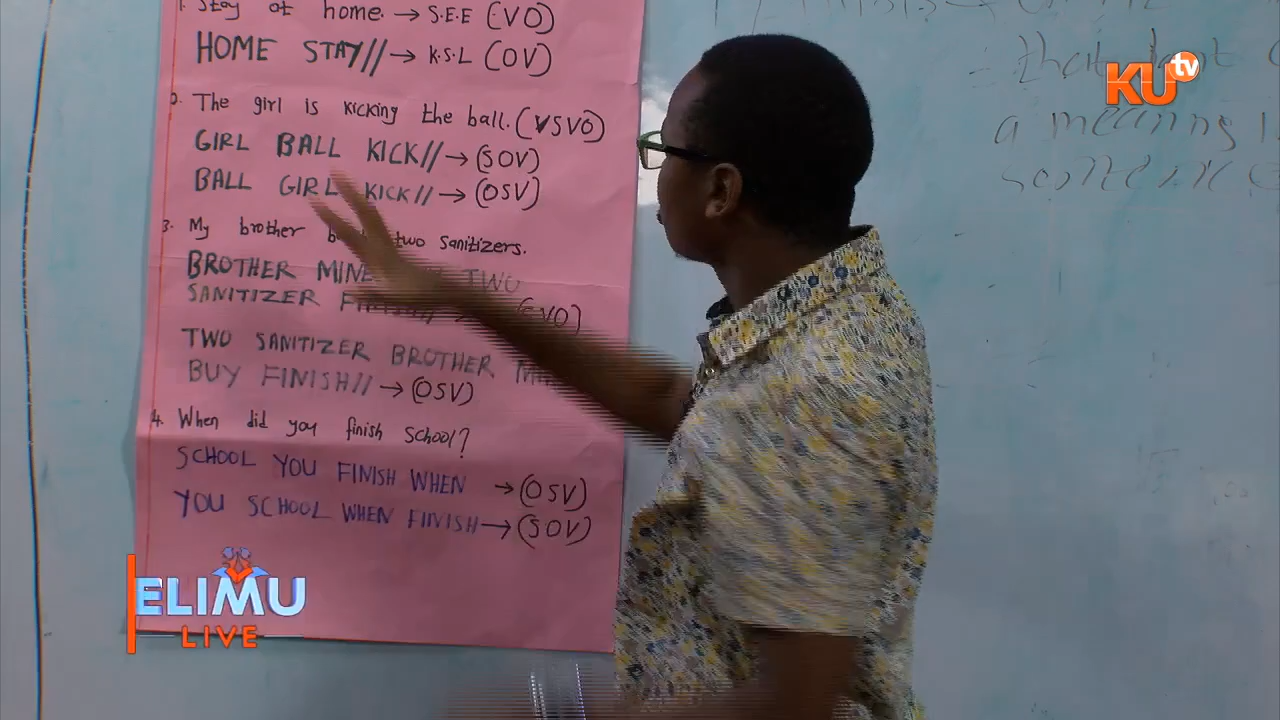 1. Stay at home. → S.E.E (VO)
HOME STAY// → K.S.L (OV)
2. The girl is kicking the ball. (VSVO)
GIRL BALL KICK// → (SOV)
BALL GIRL KICK// → (OSV)
3. My brother two sanitizers.
BROTHER MINE TWO
SANITIZER
TWO SANITIZER BROTHER
BUY FINISH// → (OSV)
4. When did you finish school?
SCHOOL YOU FINISH WHEN → (OSV)
YOU SCHOOL WHEN FINISH → (SOV)
that
a meaning
KU tv
ELIMU
LIVE